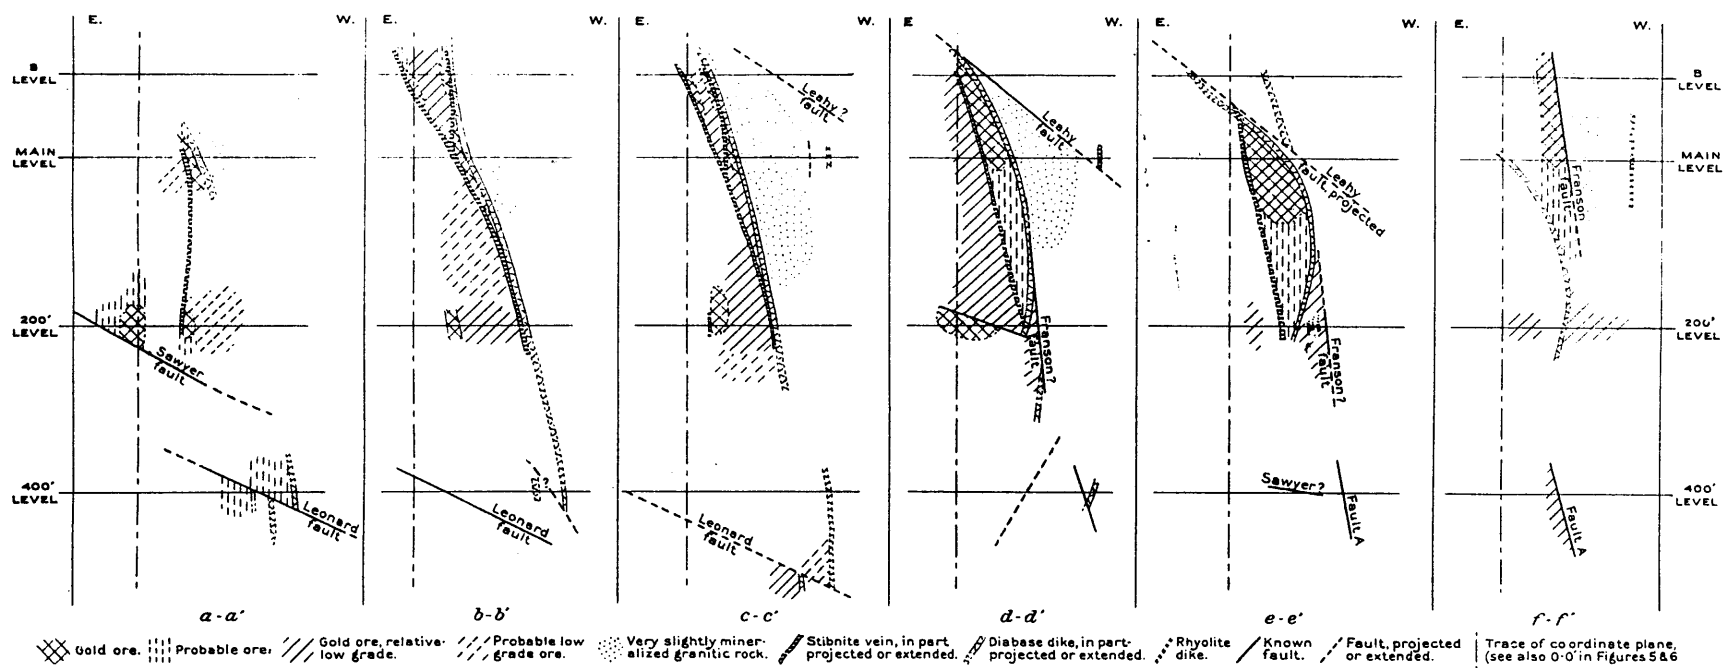 E. W. E. W. E. W. E W. E. W. E. W.
B
LEVEL
B
LEVEL
MAIN
LEVEL
MAIN
LEVEL
200'
LEVEL
200'
LEVEL
400'
LEVEL
400'
LEVEL
Sawyer
fault
Leonard
fault
Leonard
fault
Leahy ?
fault
Leonard
fault
Leahy
fault
Franson?
fault
Leahy
fault, projected
Franson?
fault
Sawyer?
Fault A
Franson
fault
Fault A
a-a' b-b' c-c' d-d' e-e' f-f'
Gold ore.
Probable ore.
Gold ore, relative-
low grade.
Probable low
grade ore.
Very slightly miner-
alized granitic rock.
Stibnite vein, in part
projected or extended.
Diabase dike, in part-
projected or extended.
Rhyolite
dike.
Known
fault.
Fault, projected
or extended.
Trace of coordinate plane,
(see also 0-0' in Figures 5&6